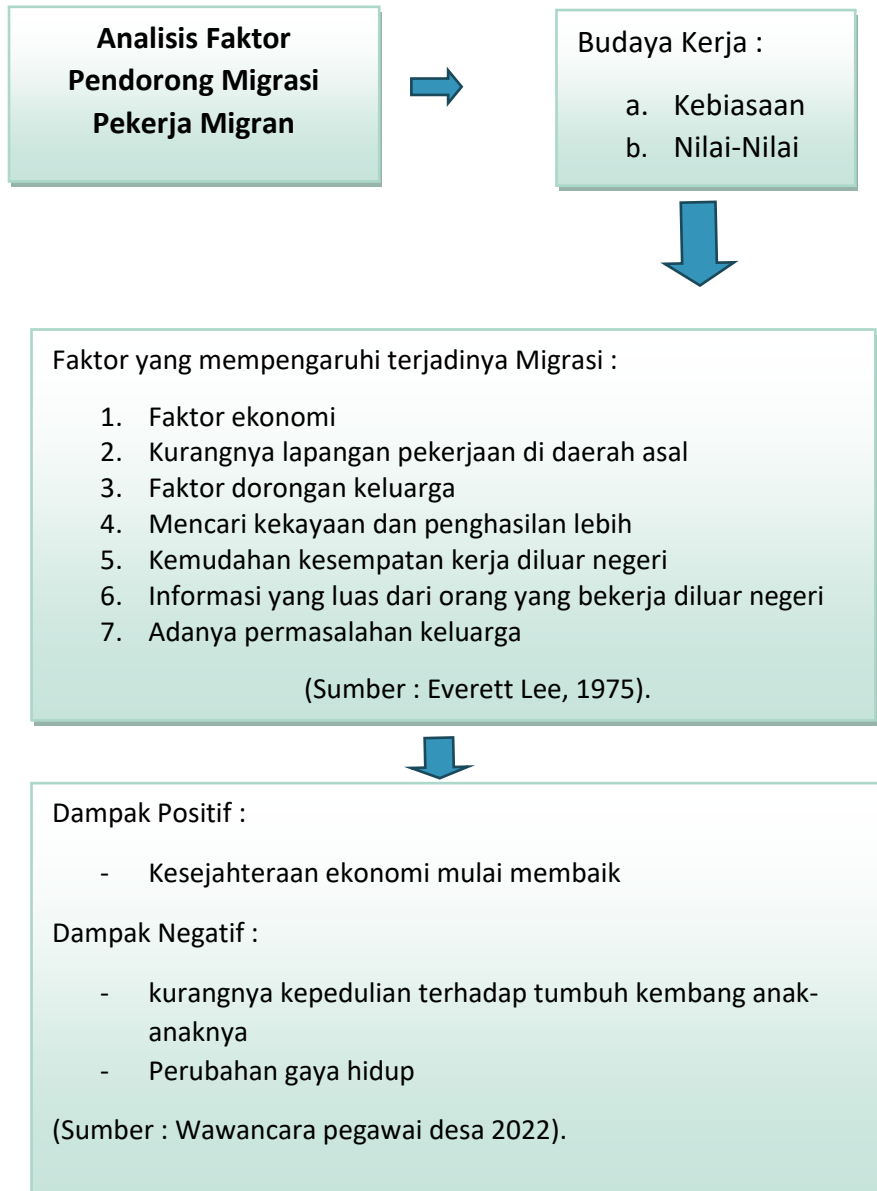 Analisis Faktor
Pendorong Migrasi
Pekerja Migran
Budaya Kerja :
a. Kebiasaan
b. Nilai-Nilai
Faktor yang mempengaruhi terjadinya Migrasi :
1. Faktor ekonomi
2. Kurangnya lapangan pekerjaan di daerah asal
3. Faktor dorongan keluarga
4. Mencari kekayaan dan penghasilan lebih
5. Kemudahan kesempatan kerja diluar negeri
6. Informasi yang luas dari orang yang bekerja diluar negeri
7. Adanya permasalahan keluarga
(Sumber : Everett Lee, 1975).
Dampak Positif :
- Kesejahteraan ekonomi mulai membaik
Dampak Negatif :
- kurangnya kepedulian terhadap tumbuh kembang anak-
anaknya
- Perubahan gaya hidup
(Sumber : Wawancara pegawai desa 2022).